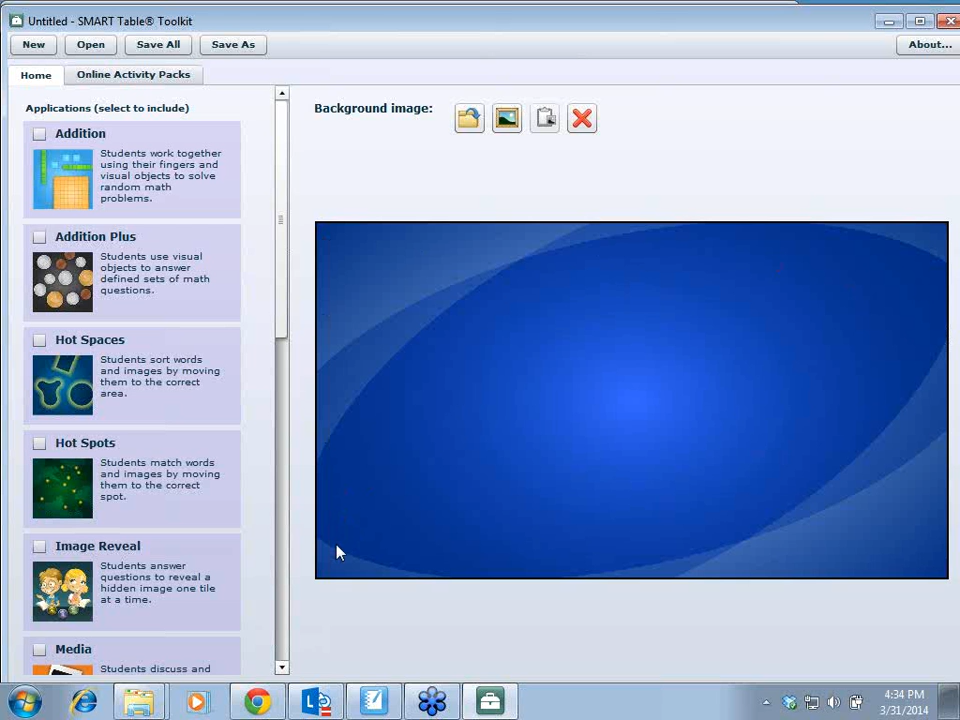 Untitled - SMART Table® Toolkit
New Open Save All Save As About...
Home Online Activity Packs
Applications (select to include)
Background image:
Addition
Students work together
using their fingers and
visual objects to solve
random math
problems.
Addition Plus
Students use visual
objects to answer
defined sets of math
questions.
Hot Spaces
Students sort words
and images by moving
them to the correct
area.
Hot Spots
Students match words
and images by moving
them to the correct
spot.
Image Reveal
Students answer
questions to reveal a
hidden image one tile
at a time.
Media
Students discuss and
4:34 PM
3/31/2014